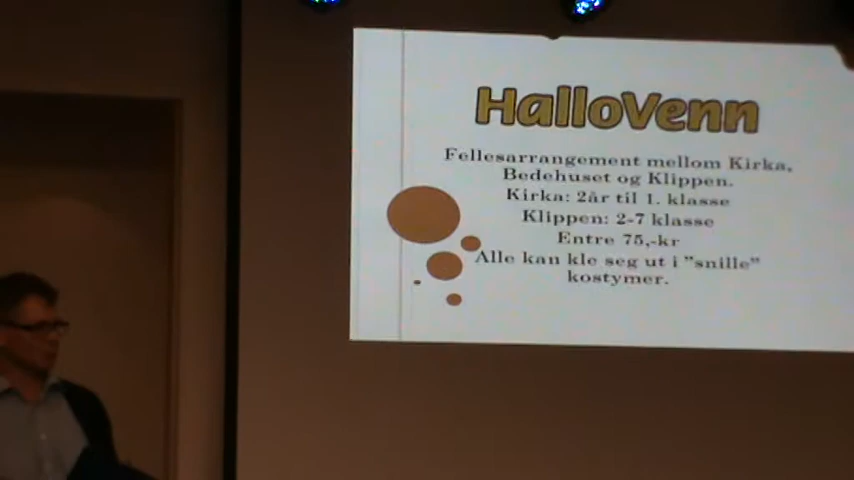 HalloVenn
Fellesarrangement mellom Kirka,
Bedehuset og Klippen.
Kirka: 2år til 1. klasse
Klippen: 2-7 klasse
Entre 75,-kr
Alle kan kle seg ut i "snille"
kostymer.